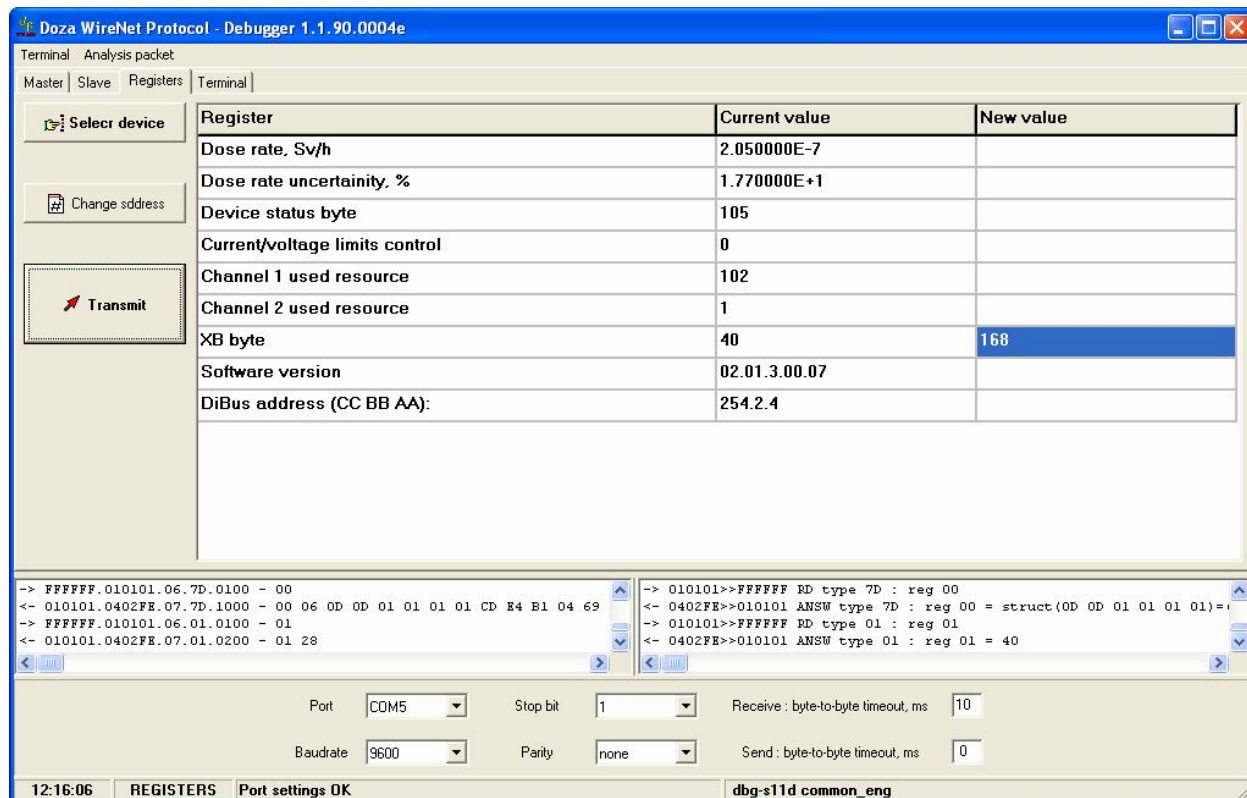 Doza WireNet Protocol - Debugger 1.1.90.0004e
Terminal Analysis packet
Master Slave Registers Terminal
Selecr device
Change sddress
Transmit
Register Current value New value
Dose rate, Sv/h 2.050000E-7
Dose rate uncertainity, % 1.770000E+1
Device status byte 105
Current/voltage limits control 0
Channel 1 used resource 102
Channel 2 used resource 1
XB byte 40 168
Software version 02.01.3.00.07
DiBus address (CC BB AA): 254.2.4
-> FFFFFF.010101.06.7D.0100 - 00
<- 010101.0402FE.07.7D.1000 - 00 06 0D 0D 01 01 01 01 CD E4 B1 04 69
-> FFFFFF.010101.06.01.0100 - 01
<- 010101.0402FE.07.01.0200 - 01 28
-> 010101>>FFFFFF RD type 7D : reg 00
<- 0402FE>>010101 ANSW type 7D : reg 00 = struct(0D 0D 01 01 01 01)=
-> 010101>>FFFFFF RD type 01 : reg 01
<- 0402FE>>010101 ANSW type 01 : reg 01 = 40
Port COM5 Stop bit 1 Receive : byte-to-byte timeout, ms 10
Baudrate 9600 Parity none Send : byte-to-byte timeout, ms 0
12:16:06 REGISTERS Port settings OK dbg-s11d common_eng